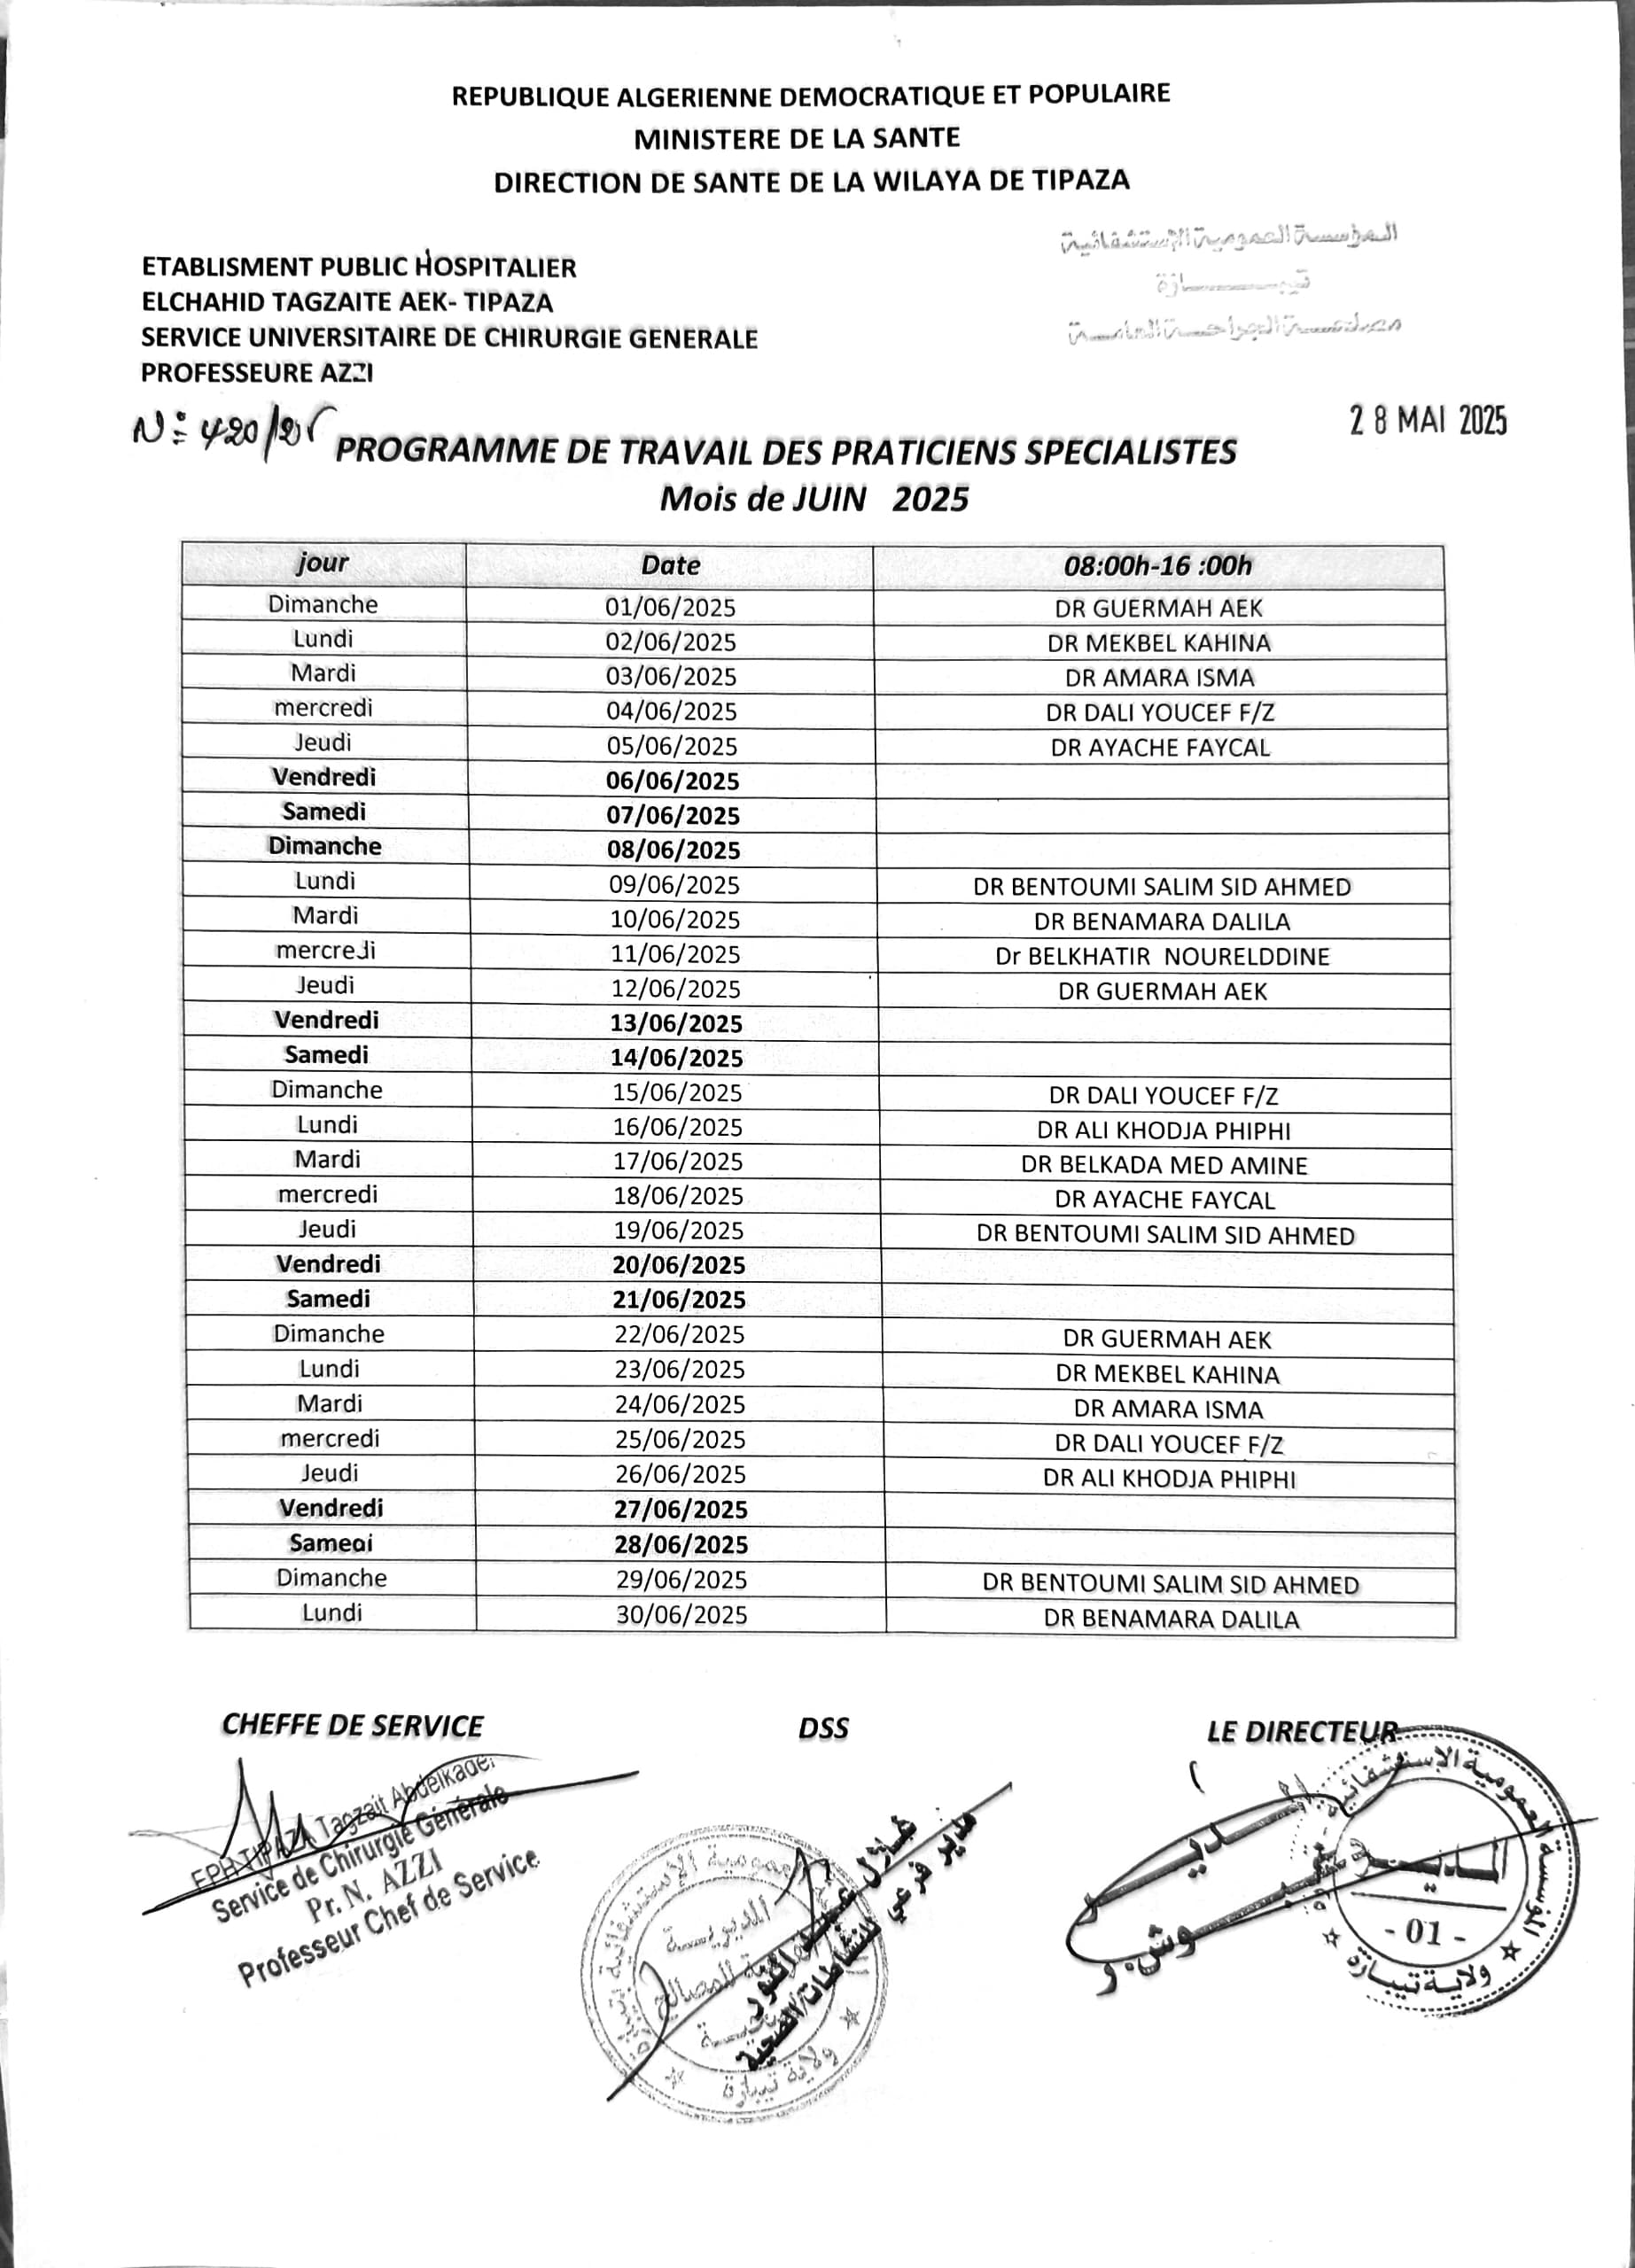 REPUBLIQUE ALGERIENNE DEMOCRATIQUE ET POPULAIRE
MINISTERE DE LA SANTE
DIRECTION DE SANTE DE LA WILAYA DE TIPAZA
المؤسسة العمومية الإستشفائية
تيبازة
مصلحة الجراحة العامة
ETABLISMENT PUBLIC HOSPITALIER
ELCHAHID TAGZAITE AEK- TIPAZA
SERVICE UNIVERSITAIRE DE CHIRURGIE GENERALE
PROFESSEURE AZZI
N: 420/25
28 MAI 2025
PROGRAMME DE TRAVAIL DES PRATICIENS SPECIALISTES
Mois de JUIN 2025
jour Date 08:00h-16 :00h
Dimanche 01/06/2025 DR GUERMAH AEK
Lundi 02/06/2025 DR MEKBEL KAHINA
Mardi 03/06/2025 DR AMARA ISMA
mercredi 04/06/2025 DR DALI YOUCEF F/Z
Jeudi 05/06/2025 DR AYACHE FAYCAL
Vendredi 06/06/2025
Samedi 07/06/2025
Dimanche 08/06/2025
Lundi 09/06/2025 DR BENTOUMI SALIM SID AHMED
Mardi 10/06/2025 DR BENAMARA DALILA
mercredi 11/06/2025 Dr BELKHATIR NOURELDDINE
Jeudi 12/06/2025 DR GUERMAH AEK
Vendredi 13/06/2025
Samedi 14/06/2025
Dimanche 15/06/2025 DR DALI YOUCEF F/Z
Lundi 16/06/2025 DR ALI KHODJA PHIPHI
Mardi 17/06/2025 DR BELKADA MED AMINE
mercredi 18/06/2025 DR AYACHE FAYCAL
Jeudi 19/06/2025 DR BENTOUMI SALIM SID AHMED
Vendredi 20/06/2025
Samedi 21/06/2025
Dimanche 22/06/2025 DR GUERMAH AEK
Lundi 23/06/2025 DR MEKBEL KAHINA
Mardi 24/06/2025 DR AMARA ISMA
mercredi 25/06/2025 DR DALI YOUCEF F/Z
Jeudi 26/06/2025 DR ALI KHODJA PHIPHI
Vendredi 27/06/2025
Samedi 28/06/2025
Dimanche 29/06/2025 DR BENTOUMI SALIM SID AHMED
Lundi 30/06/2025 DR BENAMARA DALILA
CHEFFE DE SERVICE DSS LE DIRECTEUR
EPH TIPAZA Tagzait Abdelkader
Service de Chirurgie Générale
Pr. N. AZZI
Professeur Chef de Service
مدير فرعي للنشاطات الصحية
المديرية
المصالح
ولاية تيبازة
المؤسسة العمومية الإستشفائية
المدير
- 01 -
ولاية تيبازة